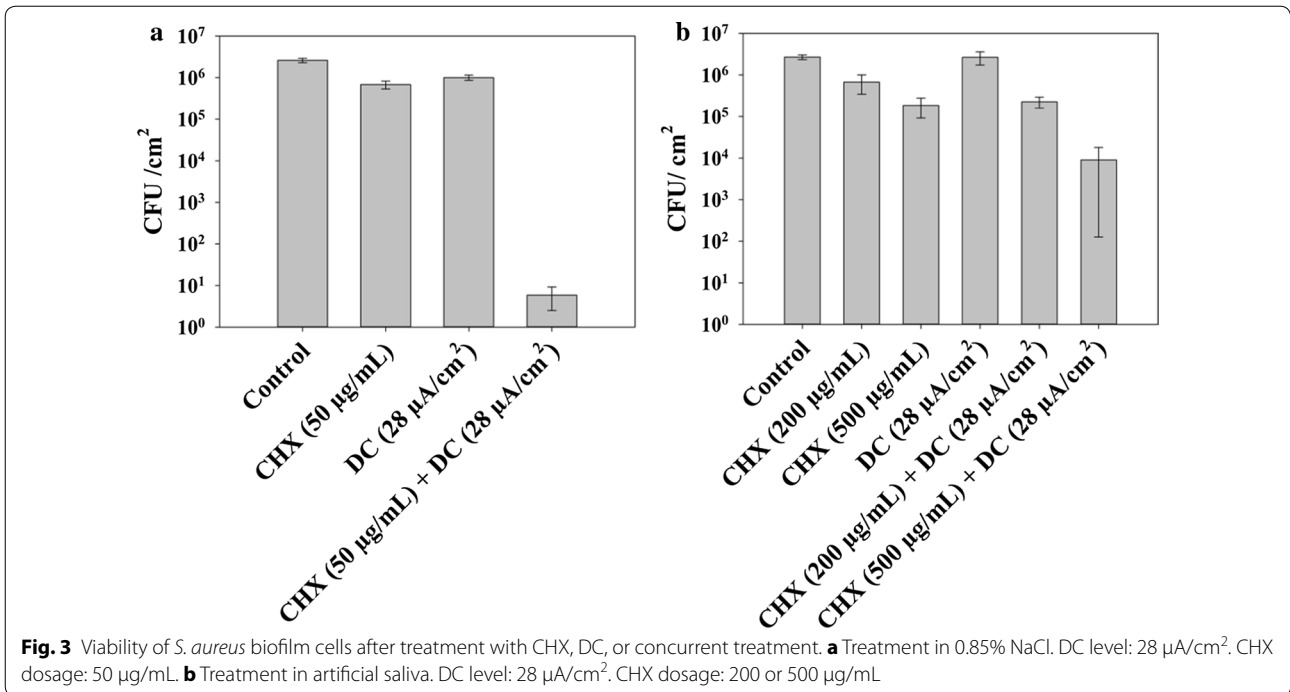 a
10⁷
10⁶
10⁵
10⁴
10³
10²
10¹
10⁰
CFU /cm²
Control
CHX (50 µg/mL)
DC (28 µA/cm²)
CHX (50 µg/mL) + DC (28 µA/cm²)
b
10⁷
10⁶
10⁵
10⁴
10³
10²
10¹
10⁰
CFU/ cm²
Control
CHX (200 µg/mL)
CHX (500 µg/mL)
DC (28 µA/cm²)
CHX (200 µg/mL) + DC (28 µA/cm²)
CHX (500 µg/mL) + DC (28 µA/cm²)
Fig. 3 Viability of S. aureus biofilm cells after treatment with CHX, DC, or concurrent treatment. a Treatment in 0.85% NaCl. DC level: 28 µA/cm². CHX
dosage: 50 µg/mL. b Treatment in artificial saliva. DC level: 28 µA/cm². CHX dosage: 200 or 500 µg/mL